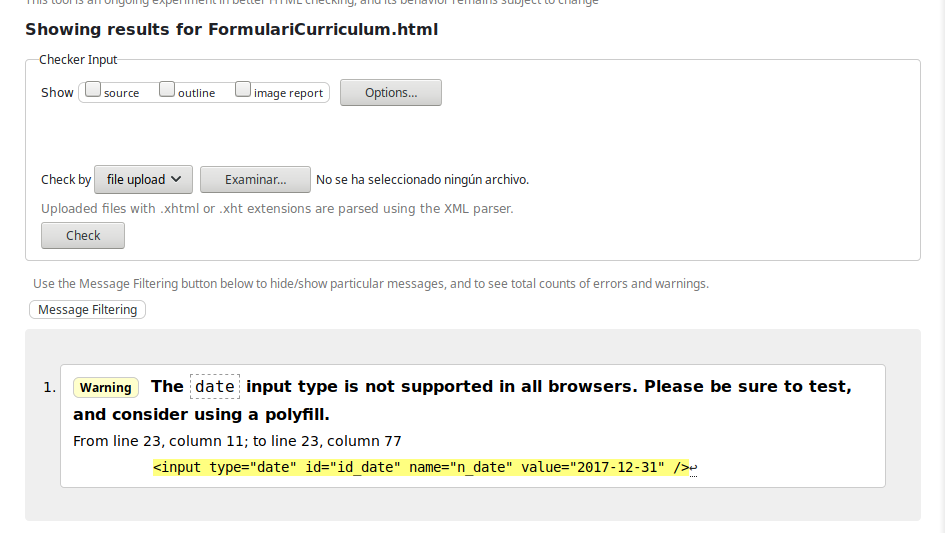 This tool is an ongoing experiment in better HTML checking, and its behavior remains subject to change
Showing results for FormulariCurriculum.html
Checker Input
Show source outline image report Options...
Check by file upload Examinar... No se ha seleccionado ningún archivo.
Uploaded files with .xhtml or .xht extensions are parsed using the XML parser.
Check
Use the Message Filtering button below to hide/show particular messages, and to see total counts of errors and warnings.
Message Filtering
1. Warning The date input type is not supported in all browsers. Please be sure to test,
and consider using a polyfill.
From line 23, column 11; to line 23, column 77
<input type="date" id="id_date" name="n_date" value="2017-12-31" />↩